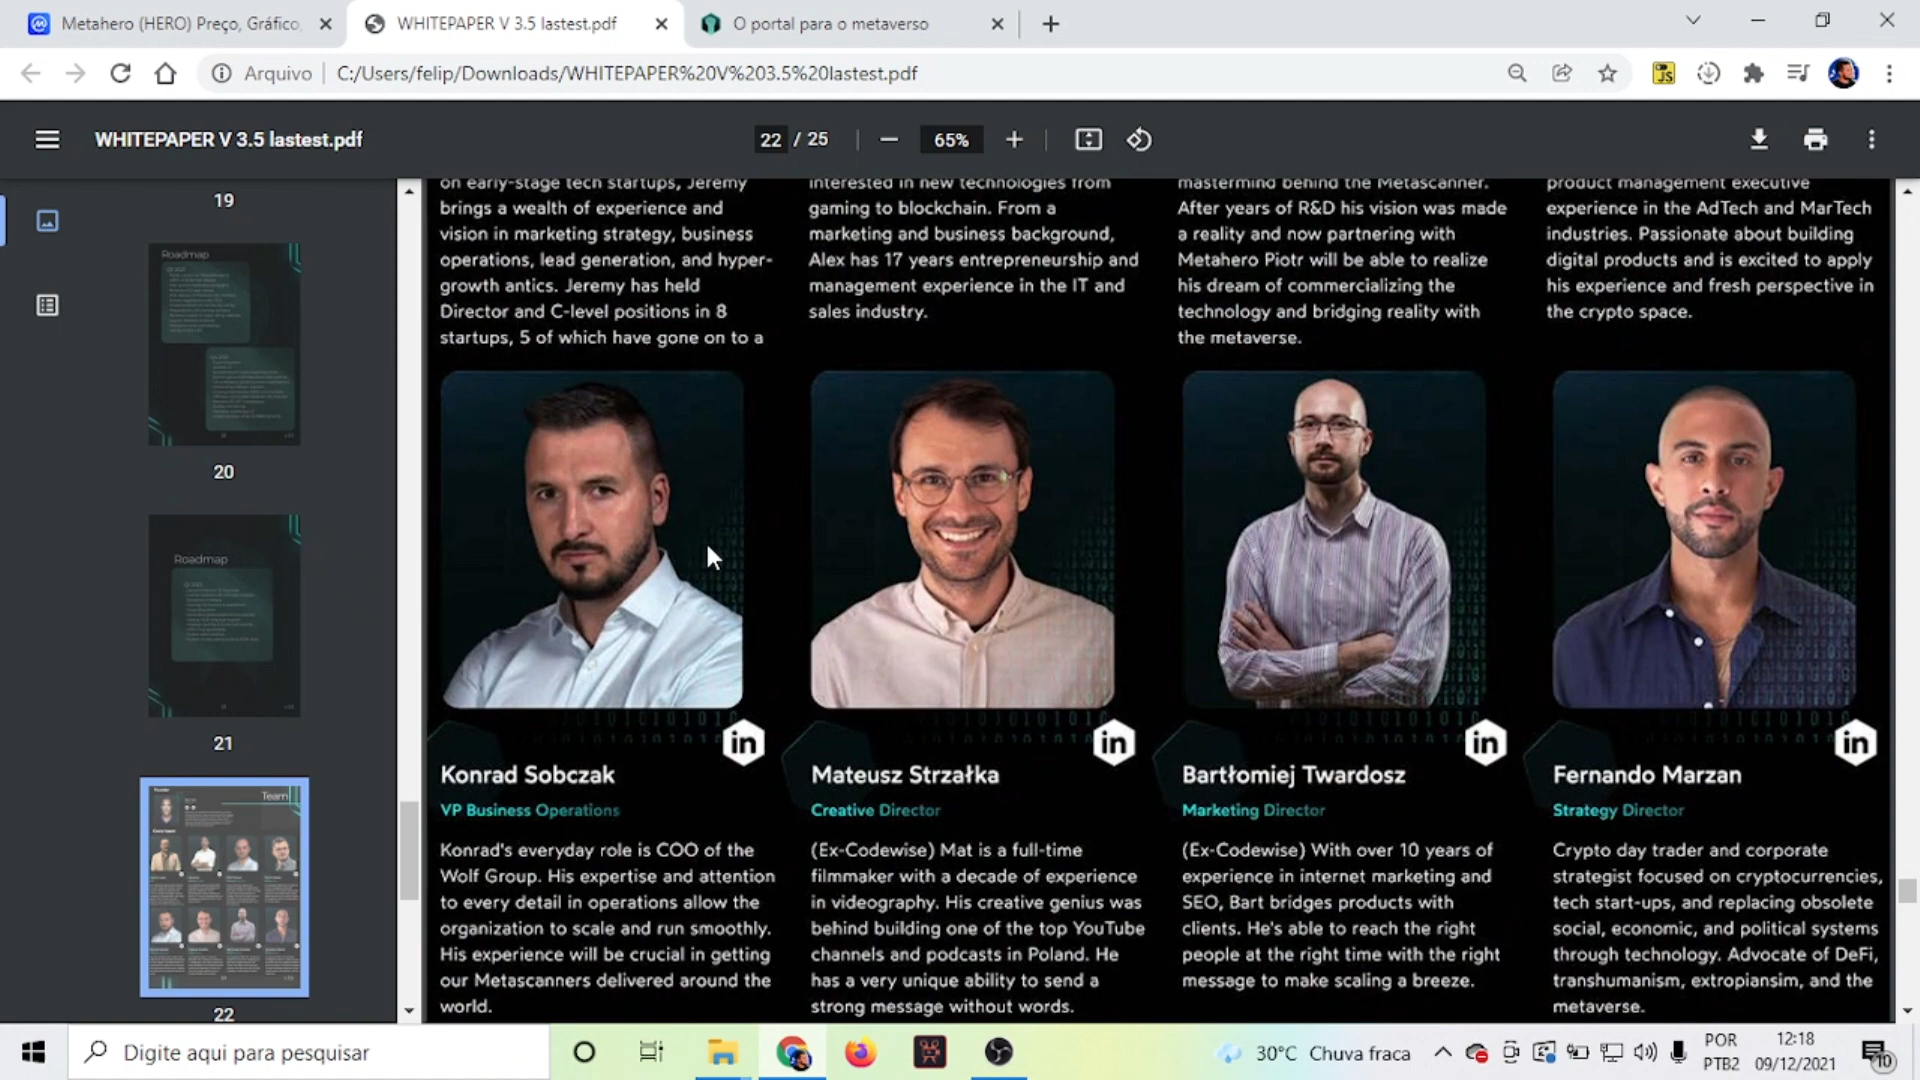 Metahero (HERO) Preço, Gráfico,
WHITEPAPER V 3.5 lastest.pdf
O portal para o metaverso
Arquivo
C:/Users/felip/Downloads/WHITEPAPER%20V%203.5%20lastest.pdf
JS
WHITEPAPER V 3.5 lastest.pdf
22 / 25
65%
19
Roadmap
20
Roadmap
21
Team
22
on early-stage tech startups, Jeremy
brings a wealth of experience and
vision in marketing strategy, business
operations, lead generation, and hyper-
growth antics. Jeremy has held
Director and C-level positions in 8
startups, 5 of which have gone on to a
interested in new technologies from
gaming to blockchain. From a
marketing and business background,
Alex has 17 years entrepreneurship and
management experience in the IT and
sales industry.
mastermind behind the Metascanner.
After years of R&D his vision was made
a reality and now partnering with
Metahero Piotr will be able to realize
his dream of commercializing the
technology and bridging reality with
the metaverse.
product management executive
experience in the AdTech and MarTech
industries. Passionate about building
digital products and is excited to apply
his experience and fresh perspective in
the crypto space.
in
Konrad Sobczak
VP Business Operations
Konrad's everyday role is COO of the
Wolf Group. His expertise and attention
to every detail in operations allow the
organization to scale and run smoothly.
His experience will be crucial in getting
our Metascanners delivered around the
world.
in
Mateusz Strzałka
Creative Director
(Ex-Codewise) Mat is a full-time
filmmaker with a decade of experience
in videography. His creative genius was
behind building one of the top YouTube
channels and podcasts in Poland. He
has a very unique ability to send a
strong message without words.
in
Bartłomiej Twardosz
Marketing Director
(Ex-Codewise) With over 10 years of
experience in internet marketing and
SEO, Bart bridges products with
clients. He's able to reach the right
people at the right time with the right
message to make scaling a breeze.
in
Fernando Marzan
Strategy Director
Crypto day trader and corporate
strategist focused on cryptocurrencies,
tech start-ups, and replacing obsolete
social, economic, and political systems
through technology. Advocate of DeFi,
transhumanism, extropiansim, and the
metaverse.
Digite aqui para pesquisar
30°C Chuva fraca
POR
PTB2
12:18
09/12/2021
10